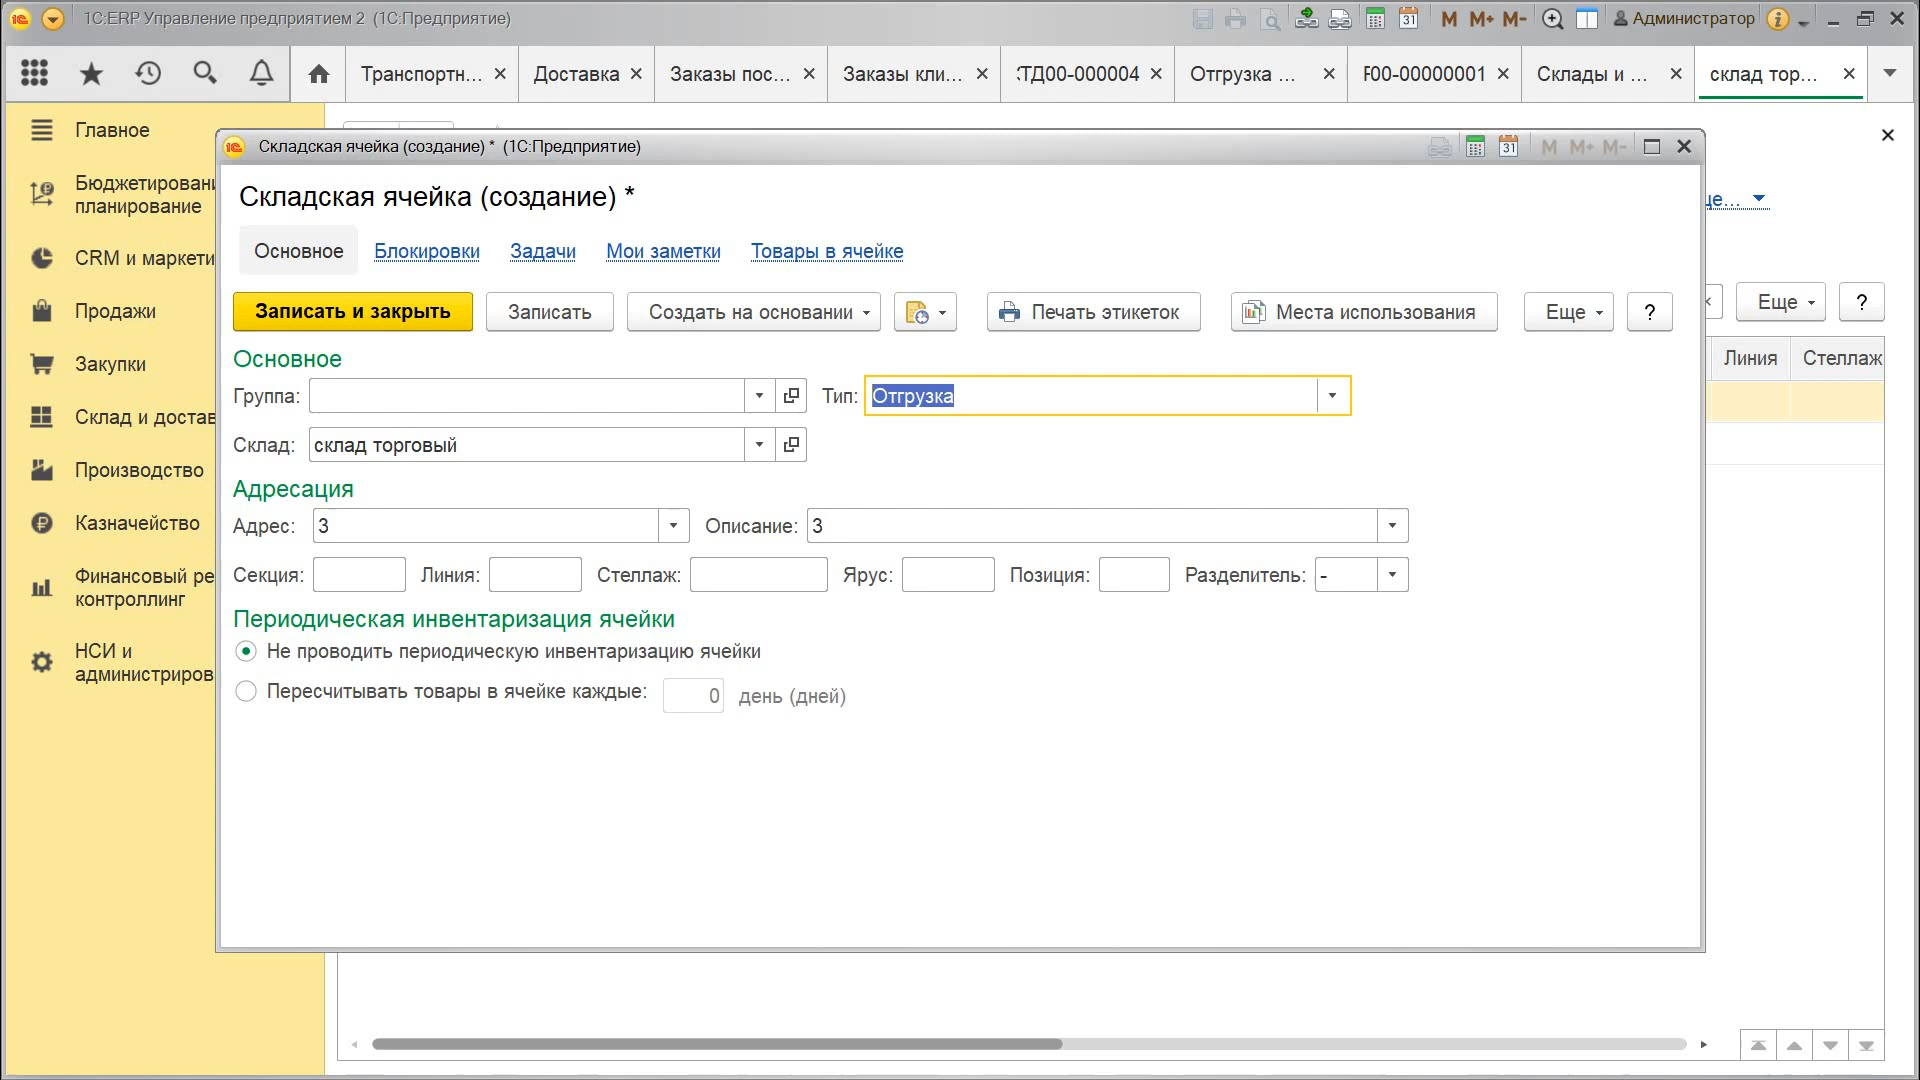 1С:ERP Управление предприятием 2 (1С:Предприятие)
31
M M+ M-
Администратор
Транспортн...
Доставка
Заказы пос...
Заказы кли...
ТД00-000004
Отгрузка ...
F00-00000001
Склады и ...
склад тор...
Главное
Бюджетировани
планирование
CRM и маркети
Продажи
Закупки
Склад и достав
Производство
Казначейство
Финансовый ре
контроллинг
НСИ и
администриров
Складская ячейка (создание) * (1С:Предприятие)
31
M M+ M-
Складская ячейка (создание) *
Основное
Блокировки
Задачи
Мои заметки
Товары в ячейке
Записать и закрыть
Записать
Создать на основании
Печать этикеток
Места использования
Еще
?
Основное
Группа:
Тип: Отгрузка
Склад: склад торговый
Адресация
Адрес: 3
Описание: 3
Секция:
Линия:
Стеллаж:
Ярус:
Позиция:
Разделитель: -
Периодическая инвентаризация ячейки
Не проводить периодическую инвентаризацию ячейки
Пересчитывать товары в ячейке каждые: 0 день (дней)
ще...
Еще
?
Линия
Стеллаж